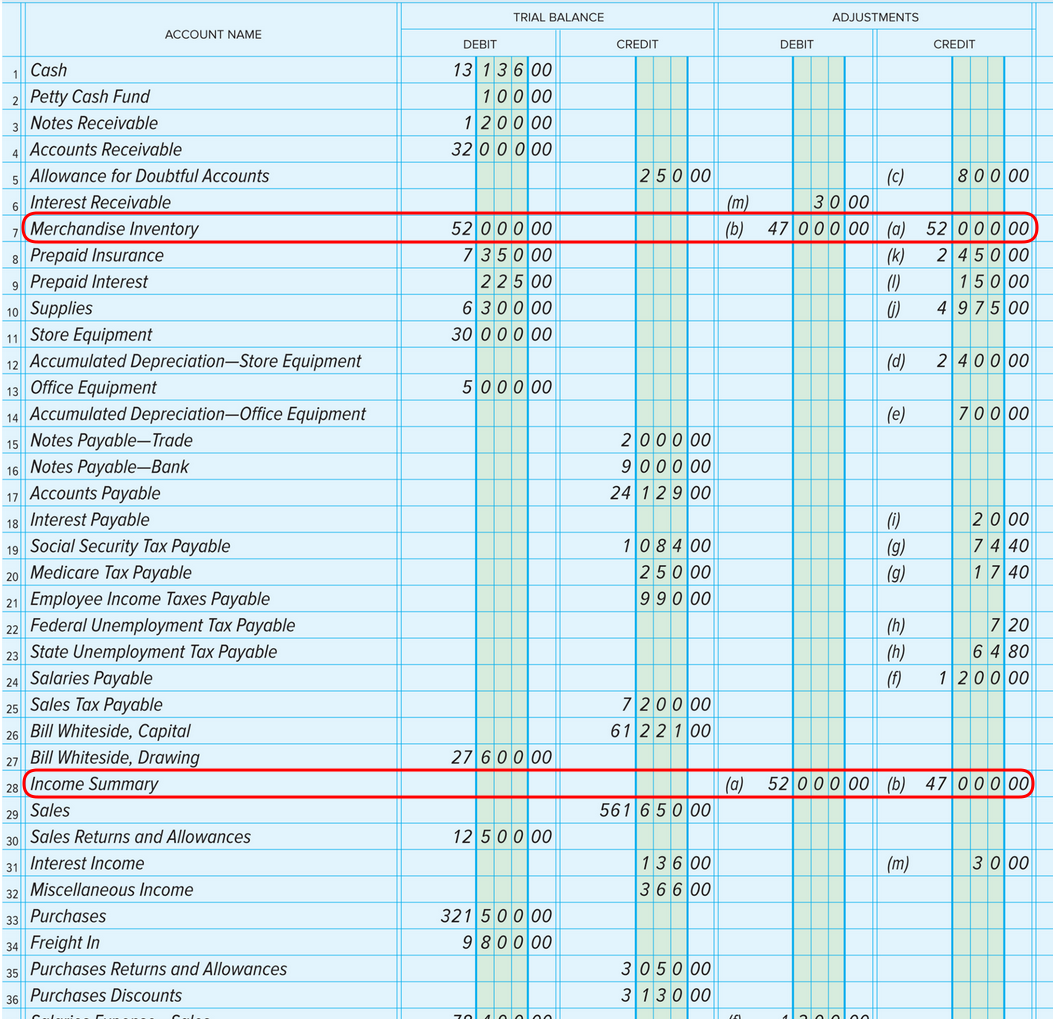 ACCOUNT NAME TRIAL BALANCE ADJUSTMENTS
DEBIT CREDIT DEBIT CREDIT
1 Cash 13 136 00
2 Petty Cash Fund 100 00
3 Notes Receivable 1 200 00
4 Accounts Receivable 32 000 00
5 Allowance for Doubtful Accounts 250 00 (c) 800 00
6 Interest Receivable (m) 30 00
7 Merchandise Inventory 52 000 00 (b) 47 000 00 (a) 52 000 00
8 Prepaid Insurance 7 350 00 (k) 2 450 00
9 Prepaid Interest 225 00 (l) 150 00
10 Supplies 6 300 00 (j) 4 975 00
11 Store Equipment 30 000 00
12 Accumulated Depreciation—Store Equipment (d) 2 400 00
13 Office Equipment 5 000 00
14 Accumulated Depreciation—Office Equipment (e) 700 00
15 Notes Payable—Trade 2 000 00
16 Notes Payable—Bank 9 000 00
17 Accounts Payable 24 129 00
18 Interest Payable (i) 20 00
19 Social Security Tax Payable 1 084 00 (g) 74 40
20 Medicare Tax Payable 250 00 (g) 17 40
21 Employee Income Taxes Payable 990 00
22 Federal Unemployment Tax Payable (h) 7 20
23 State Unemployment Tax Payable (h) 64 80
24 Salaries Payable (f) 1 200 00
25 Sales Tax Payable 7 200 00
26 Bill Whiteside, Capital 61 221 00
27 Bill Whiteside, Drawing 27 600 00
28 Income Summary (a) 52 000 00 (b) 47 000 00
29 Sales 561 650 00
30 Sales Returns and Allowances 12 500 00
31 Interest Income 136 00 (m) 30 00
32 Miscellaneous Income 366 00
33 Purchases 321 500 00
34 Freight In 9 800 00
35 Purchases Returns and Allowances 3 050 00
36 Purchases Discounts 3 130 00